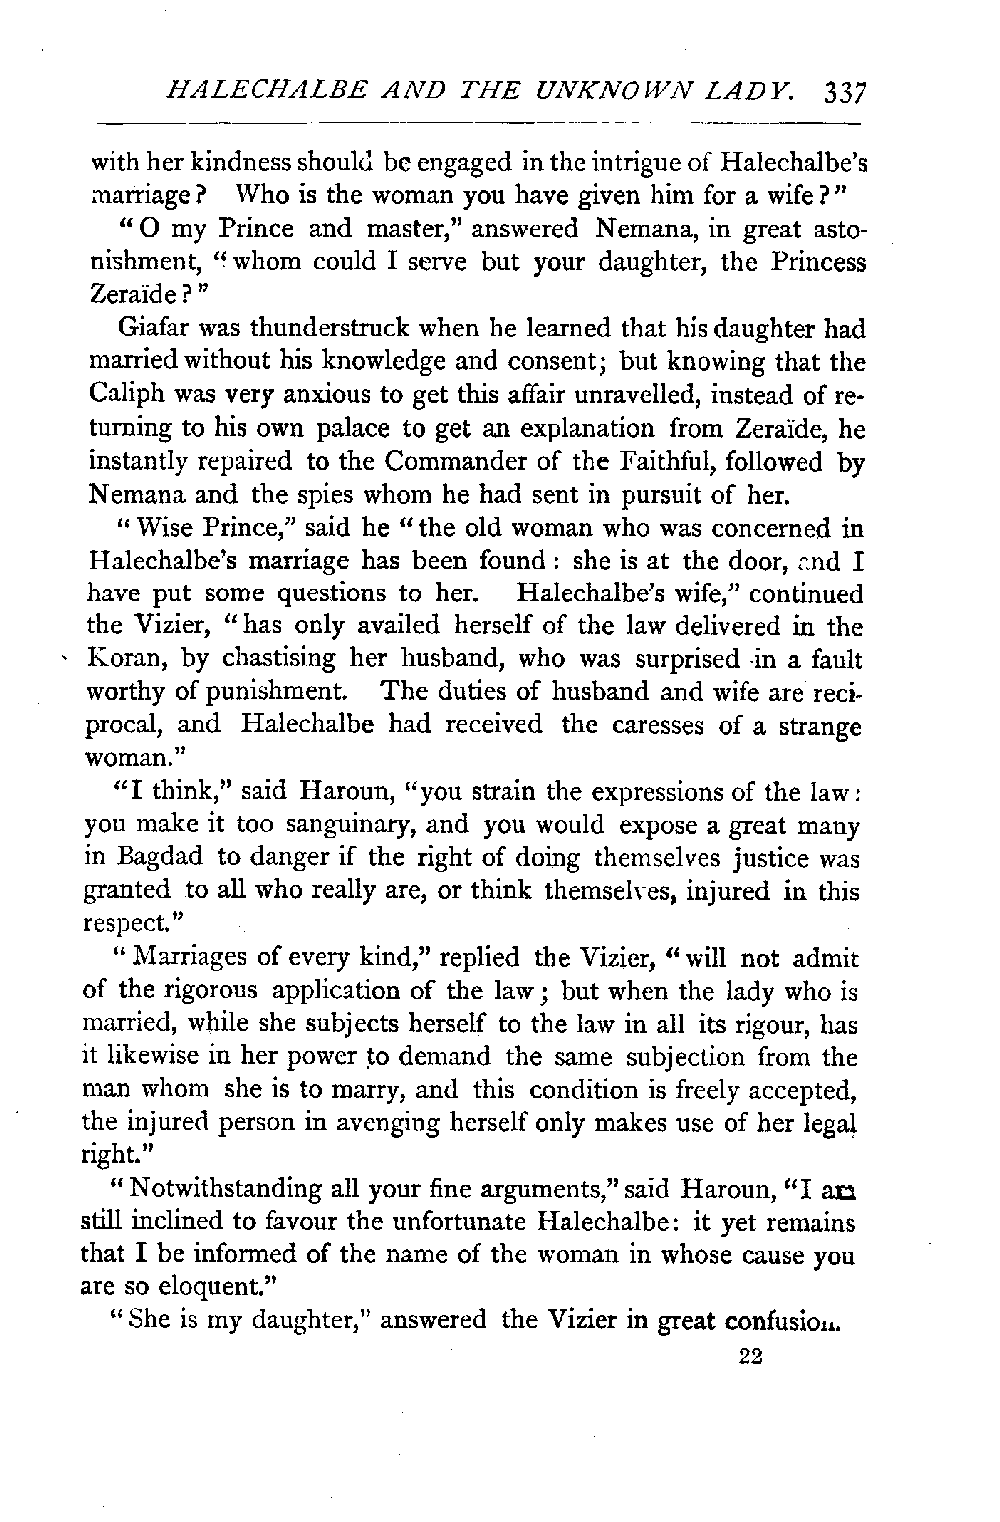 HALECHALBE AND THE UNKNOWN LADY. 337
with her kindness should be engaged in the intrigue of Halechalbe's
marriage? Who is the woman you have given him for a wife?"
"O my Prince and master," answered Nemana, in great asto-
nishment, "whom could I serve but your daughter, the Princess
Zeraïde?"
Giafar was thunderstruck when he learned that his daughter had
married without his knowledge and consent; but knowing that the
Caliph was very anxious to get this affair unravelled, instead of re-
turning to his own palace to get an explanation from Zeraïde, he
instantly repaired to the Commander of the Faithful, followed by
Nemana and the spies whom he had sent in pursuit of her.
"Wise Prince," said he "the old woman who was concerned in
Halechalbe's marriage has been found: she is at the door, and I
have put some questions to her. Halechalbe's wife," continued
the Vizier, "has only availed herself of the law delivered in the
Koran, by chastising her husband, who was surprised in a fault
worthy of punishment. The duties of husband and wife are reci-
procal, and Halechalbe had received the caresses of a strange
woman."
"I think," said Haroun, "you strain the expressions of the law:
you make it too sanguinary, and you would expose a great many
in Bagdad to danger if the right of doing themselves justice was
granted to all who really are, or think themselves, injured in this
respect."
"Marriages of every kind," replied the Vizier, "will not admit
of the rigorous application of the law; but when the lady who is
married, while she subjects herself to the law in all its rigour, has
it likewise in her power to demand the same subjection from the
man whom she is to marry, and this condition is freely accepted,
the injured person in avenging herself only makes use of her legal
right."
"Notwithstanding all your fine arguments," said Haroun, "I am
still inclined to favour the unfortunate Halechalbe: it yet remains
that I be informed of the name of the woman in whose cause you
are so eloquent."
"She is my daughter," answered the Vizier in great confusion.
22